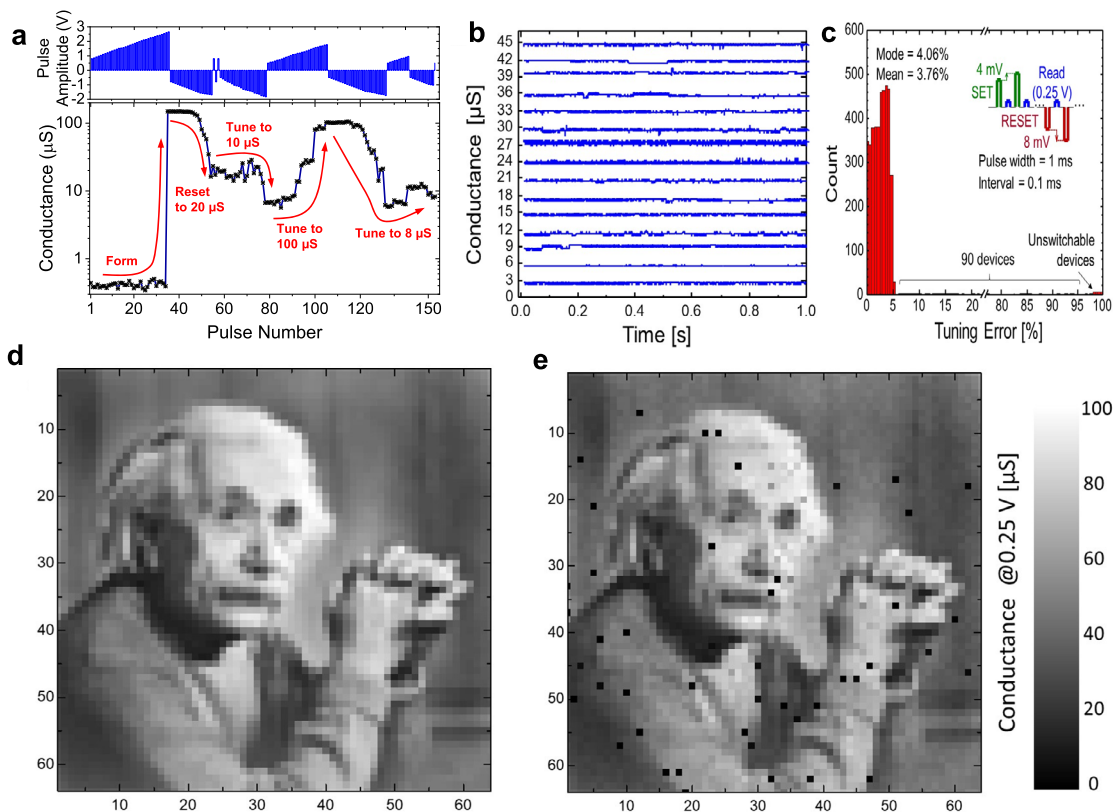 a
Pulse
Amplitude (V)
3
2
1
0
-1
-2
Conductance (µS)
100
10
1
Form
Reset
to 20 µS
Tune to
10 µS
Tune to
100 µS
Tune to 8 µS
1 20 40 60 80 100 120 150
Pulse Number
b
Conductance [µS]
45
42
39
36
33
30
27
24
21
18
15
12
9
6
3
0
0.0 0.2 0.4 0.6 0.8 1.0
Time [s]
c
Count
600
500
400
300
200
100
0
Mode = 4.06%
Mean = 3.76%
4 mV
SET
Read
(0.25 V)
RESET
8 mV
Pulse width = 1 ms
Interval = 0.1 ms
90 devices
Unswitchable
devices
0 5 10 15 20 80 85 90 95 100
Tuning Error [%]
d
10
20
30
40
50
60
10 20 30 40 50 60
e
10
20
30
40
50
60
10 20 30 40 50 60
Conductance @0.25 V [µS]
100
80
60
40
20
0